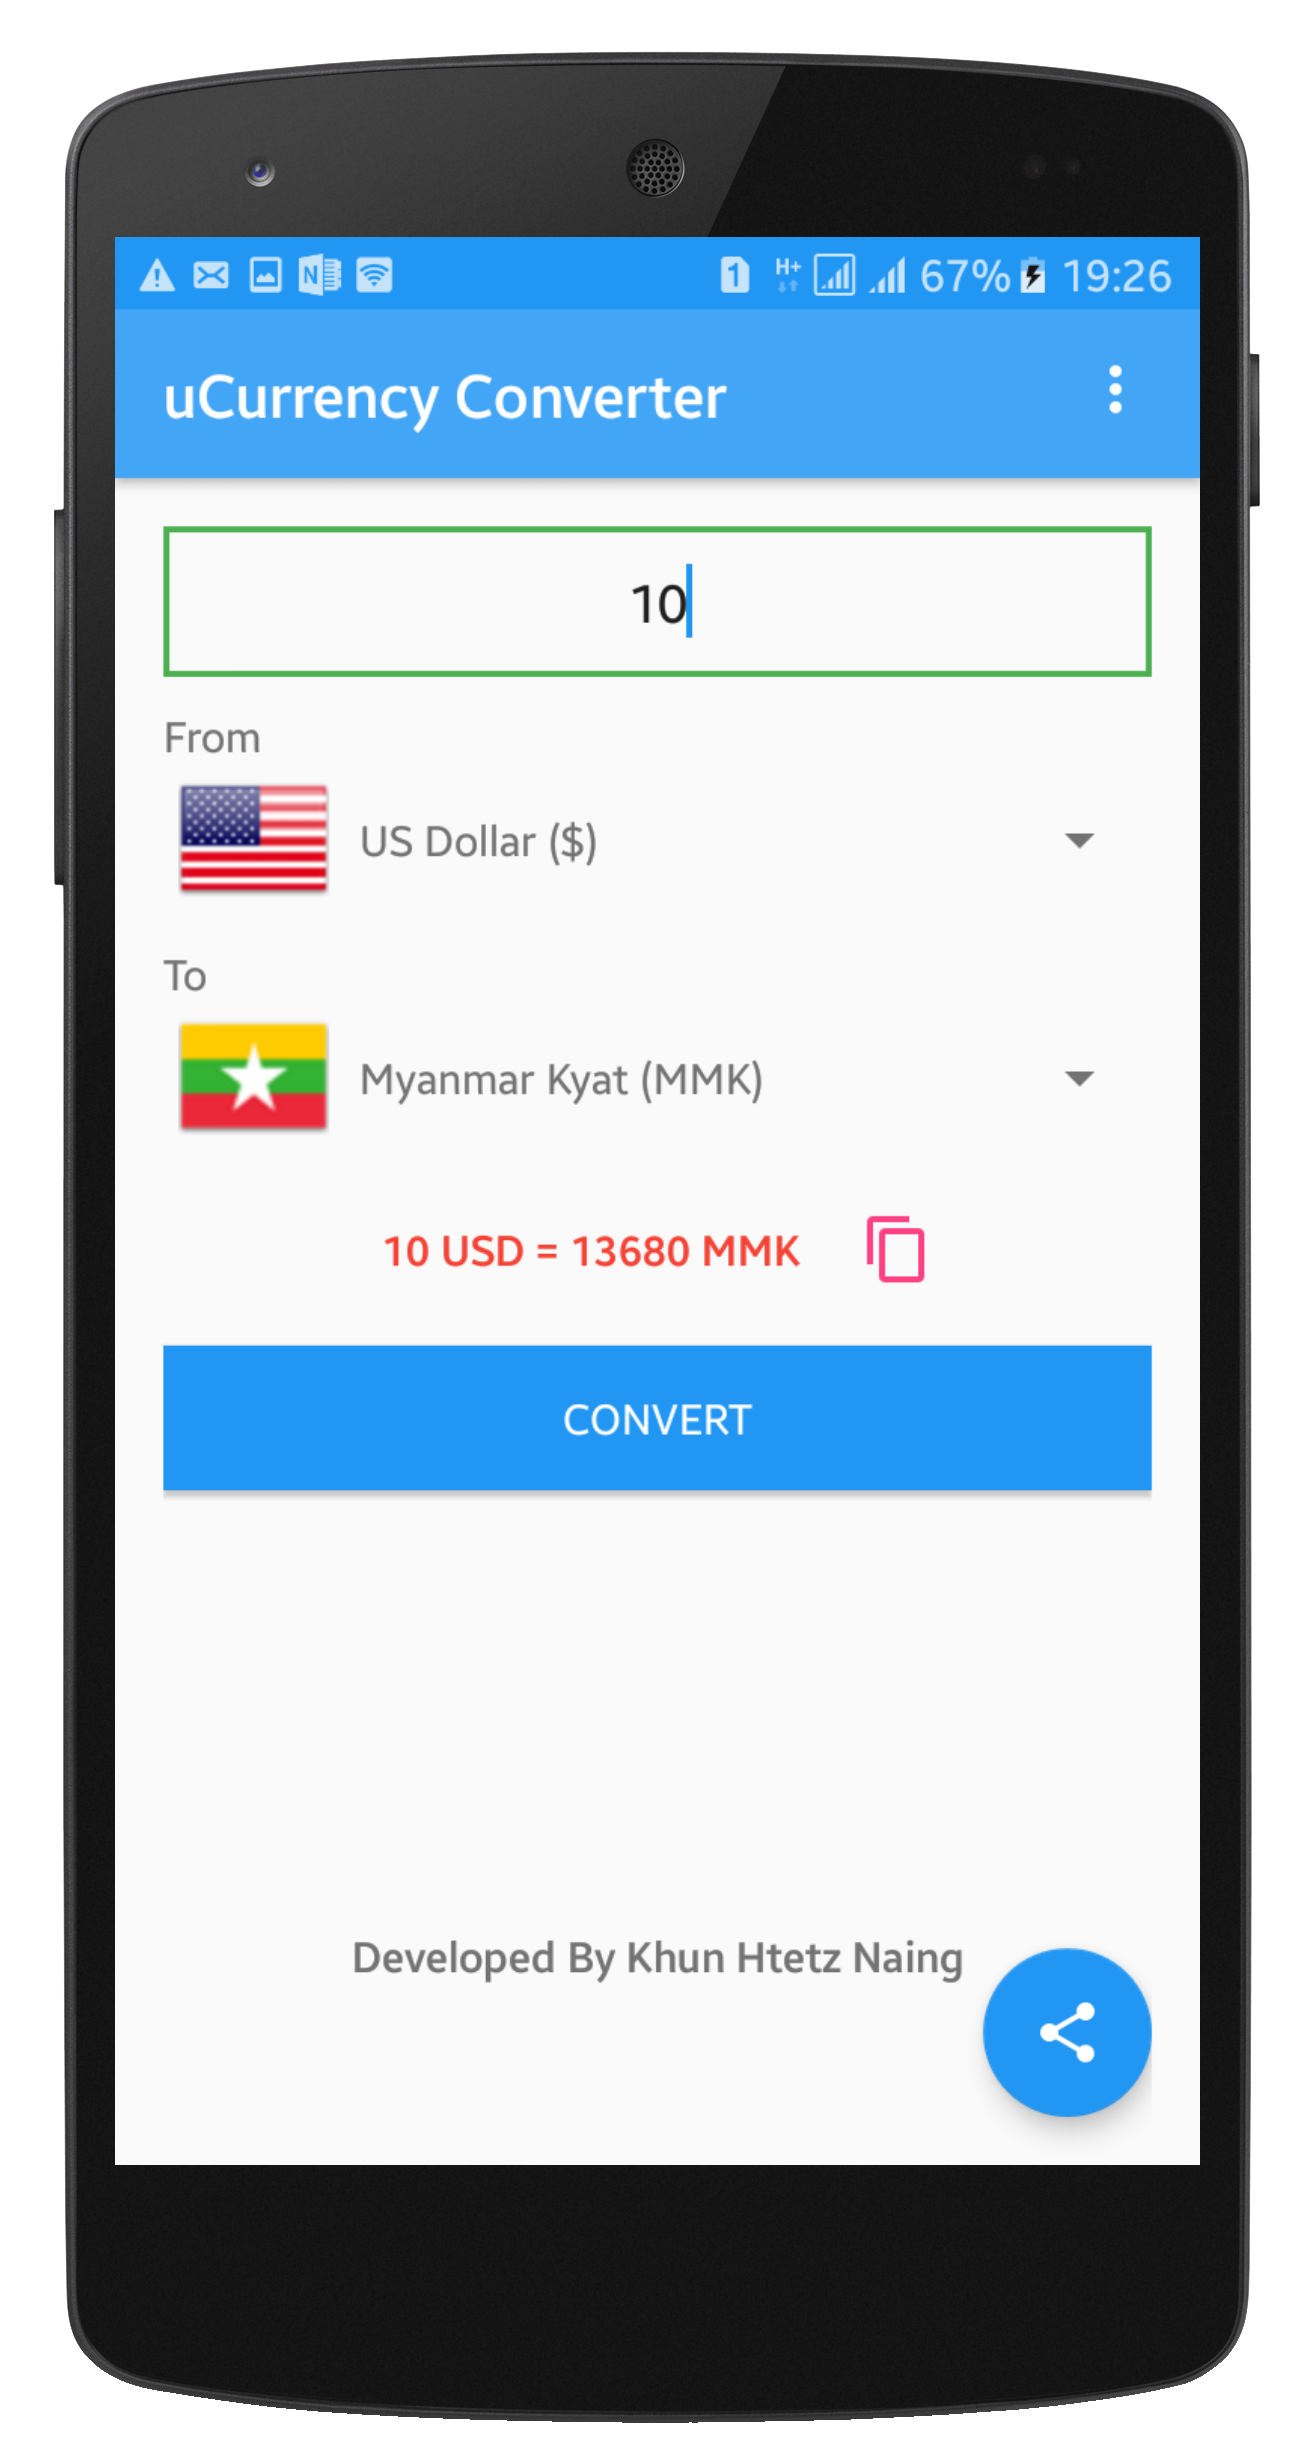 1 H+ 67% 19:26
uCurrency Converter
10
From
US Dollar ($)
To
Myanmar Kyat (MMK)
10 USD = 13680 MMK
CONVERT
Developed By Khun Htetz Naing